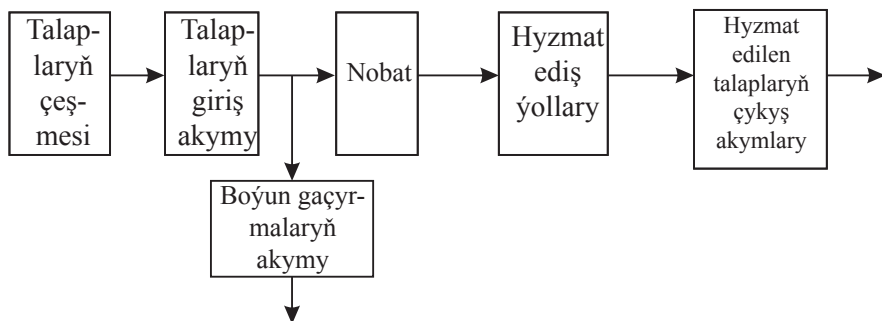 Talap-
laryň
çeş-
mesi
Talap-
laryň
giriş
akymy
Nobat
Hyzmat
ediş
ýollary
Hyzmat
edilen
talaplaryň
çykyş
akymlary
Boýun gaçyr-
malaryň
akymy